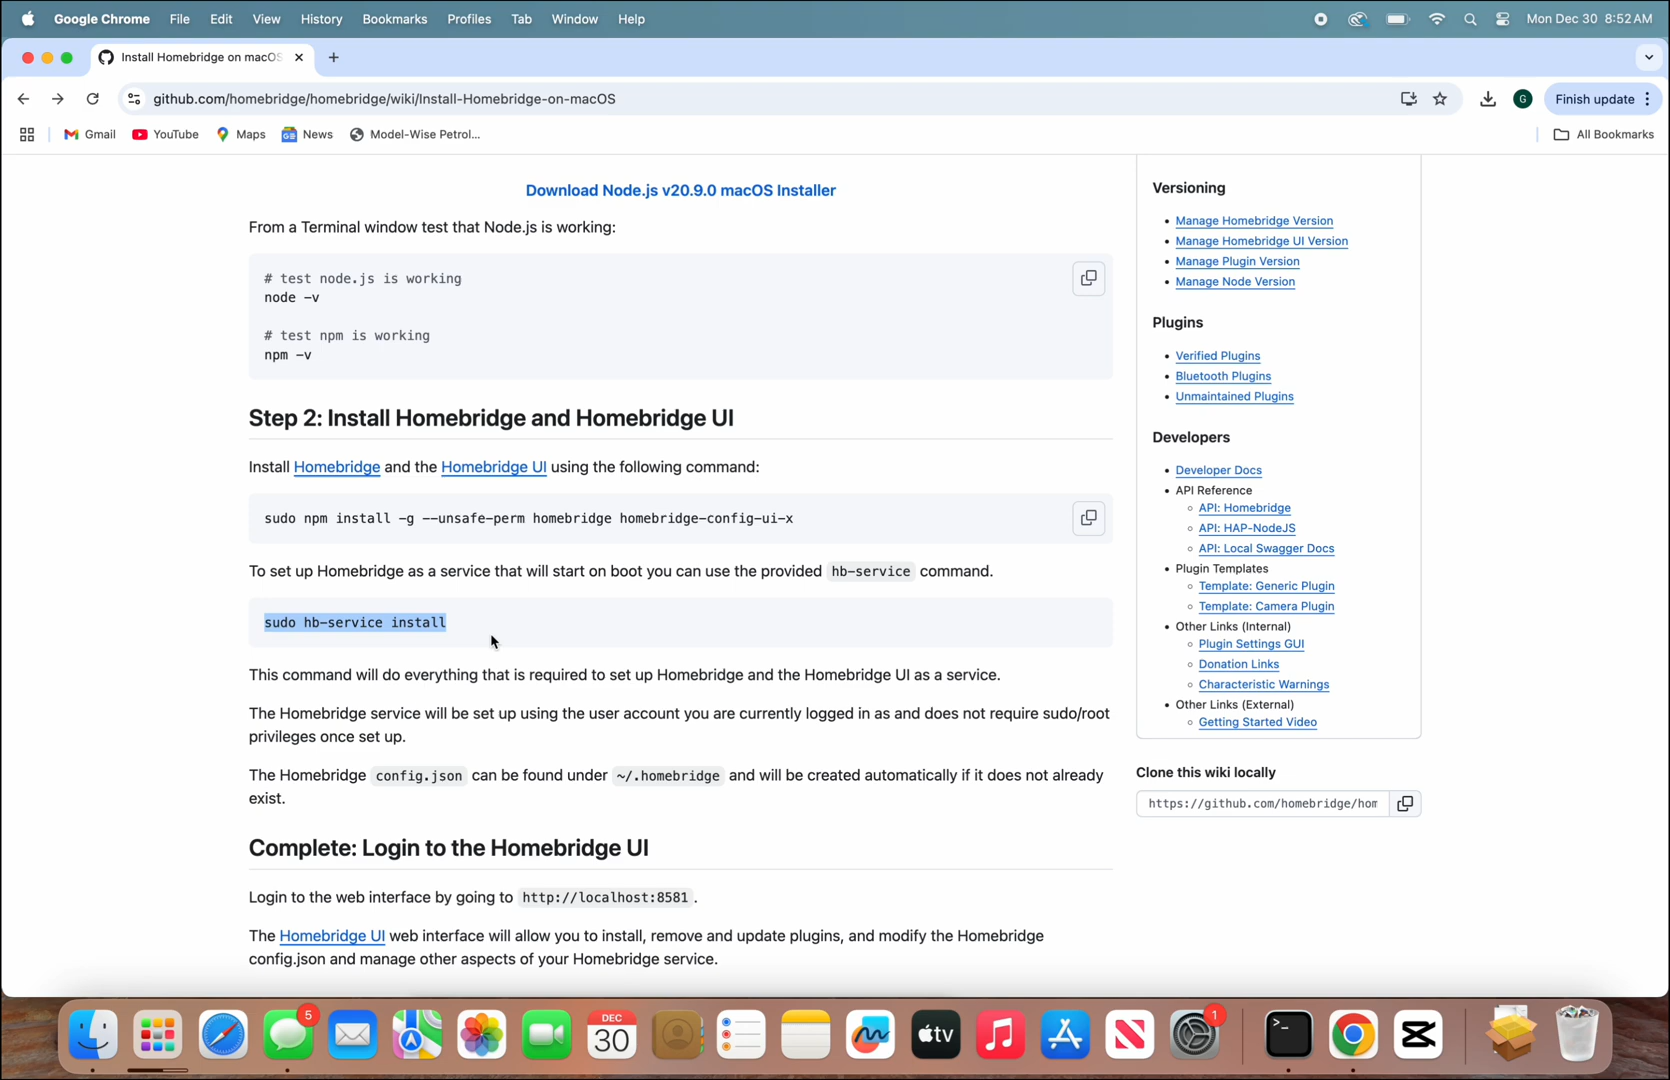 Google Chrome File Edit View History Bookmarks Profiles Tab Window Help Mon Dec 30 8:52 AM
Install Homebridge on macOS
github.com/homebridge/homebridge/wiki/Install-Homebridge-on-macOS
G
Finish update
Gmail YouTube Maps News Model-Wise Petrol... All Bookmarks
Download Node.js v20.9.0 macOS Installer
From a Terminal window test that Node.js is working:
# test node.js is working
node -v
# test npm is working
npm -v
Step 2: Install Homebridge and Homebridge UI
Install Homebridge and the Homebridge UI using the following command:
sudo npm install -g --unsafe-perm homebridge homebridge-config-ui-x
To set up Homebridge as a service that will start on boot you can use the provided hb-service command.
sudo hb-service install
This command will do everything that is required to set up Homebridge and the Homebridge UI as a service.
The Homebridge service will be set up using the user account you are currently logged in as and does not require sudo/root
privileges once set up.
The Homebridge config.json can be found under ~/.homebridge and will be created automatically if it does not already
exist.
Complete: Login to the Homebridge UI
Login to the web interface by going to http://localhost:8581 .
The Homebridge UI web interface will allow you to install, remove and update plugins, and modify the Homebridge
config.json and manage other aspects of your Homebridge service.
Versioning
• Manage Homebridge Version
• Manage Homebridge UI Version
• Manage Plugin Version
• Manage Node Version
Plugins
• Verified Plugins
• Bluetooth Plugins
• Unmaintained Plugins
Developers
• Developer Docs
• API Reference
◦ API: Homebridge
◦ API: HAP-NodeJS
◦ API: Local Swagger Docs
• Plugin Templates
◦ Template: Generic Plugin
◦ Template: Camera Plugin
• Other Links (Internal)
◦ Plugin Settings GUI
◦ Donation Links
◦ Characteristic Warnings
• Other Links (External)
◦ Getting Started Video
Clone this wiki locally
https://github.com/homebridge/hom
5
DEC
30
tv
1
>_